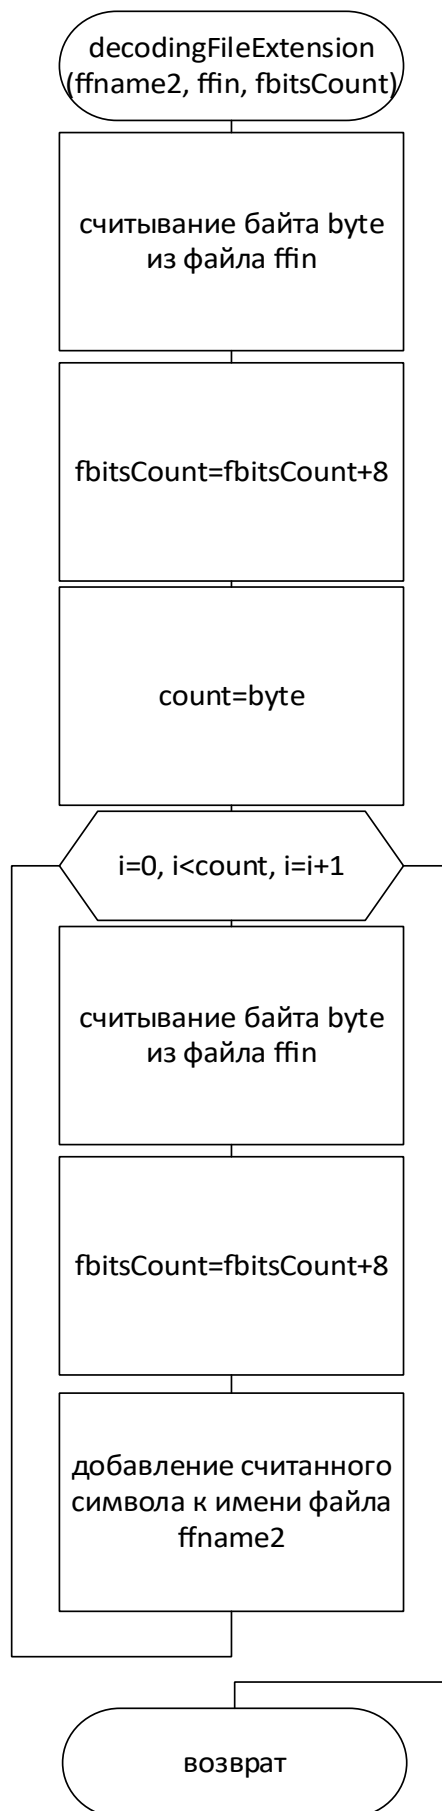 decodingFileExtension
(ffname2, ffin, fbitsCount)
считывание байта byte
из файла ffin
fbitsCount=fbitsCount+8
count=byte
i=0, i<count, i=i+1
считывание байта byte
из файла ffin
fbitsCount=fbitsCount+8
добавление считанного
символа к имени файла
ffname2
возврат